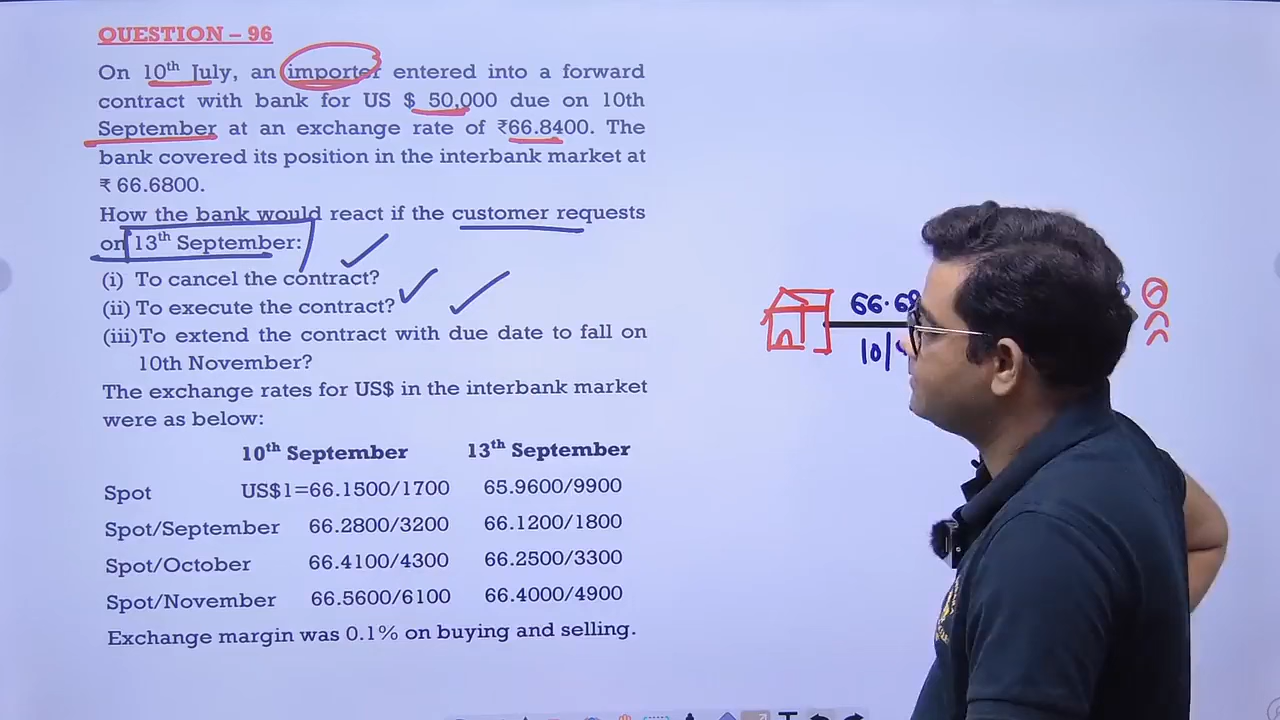 QUESTION – 96
On 10th July, an importer entered into a forward
contract with bank for US $ 50,000 due on 10th
September at an exchange rate of ₹66.8400. The
bank covered its position in the interbank market at
₹ 66.6800.
How the bank would react if the customer requests
on 13th September:
(i) To cancel the contract?
(ii) To execute the contract?
(iii)To extend the contract with due date to fall on
10th November?
The exchange rates for US$ in the interbank market
were as below:
10th September 13th September
Spot US$1=66.1500/1700 65.9600/9900
Spot/September 66.2800/3200 66.1200/1800
Spot/October 66.4100/4300 66.2500/3300
Spot/November 66.5600/6100 66.4000/4900
Exchange margin was 0.1% on buying and selling.
66.68
10/